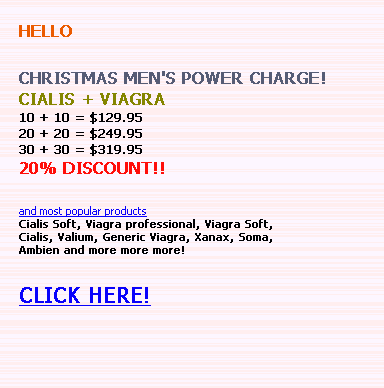 HELLO
CHRISTMAS MEN'S POWER CHARGE!
CIALIS + VIAGRA
10 + 10 = $129.95
20 + 20 = $249.95
30 + 30 = $319.95
20% DISCOUNT!!
and most popular products
Cialis Soft, Viagra professional, Viagra Soft,
Cialis, Valium, Generic Viagra, Xanax, Soma,
Ambien and more more more!
CLICK HERE!